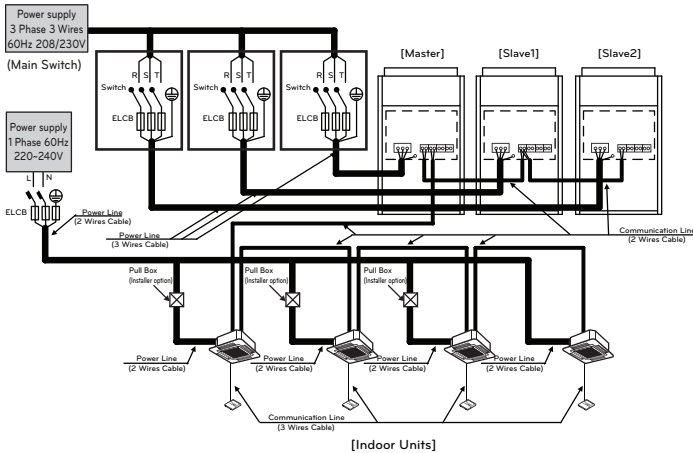 Power supply
3 Phase 3 Wires
60Hz 208/230V
(Main Switch)
[Master]
[Slave1]
[Slave2]
R S T
Switch
ELCB
R S T
Switch
ELCB
R S T
Switch
ELCB
Power supply
1 Phase 60Hz
220-240V
L N
ELCB
Power Line
(2 Wires Cable)
Power Line
(3 Wires Cable)
Communication Line
(2 Wires Cable)
Pull Box
(Installer option)
Pull Box
(Installer option)
Pull Box
(Installer option)
Power Line
(2 Wires Cable)
Power Line
(2 Wires Cable)
Power Line
(2 Wires Cable)
Power Line
(2 Wires Cable)
Communication Line
(3 Wires Cable)
[Indoor Units]